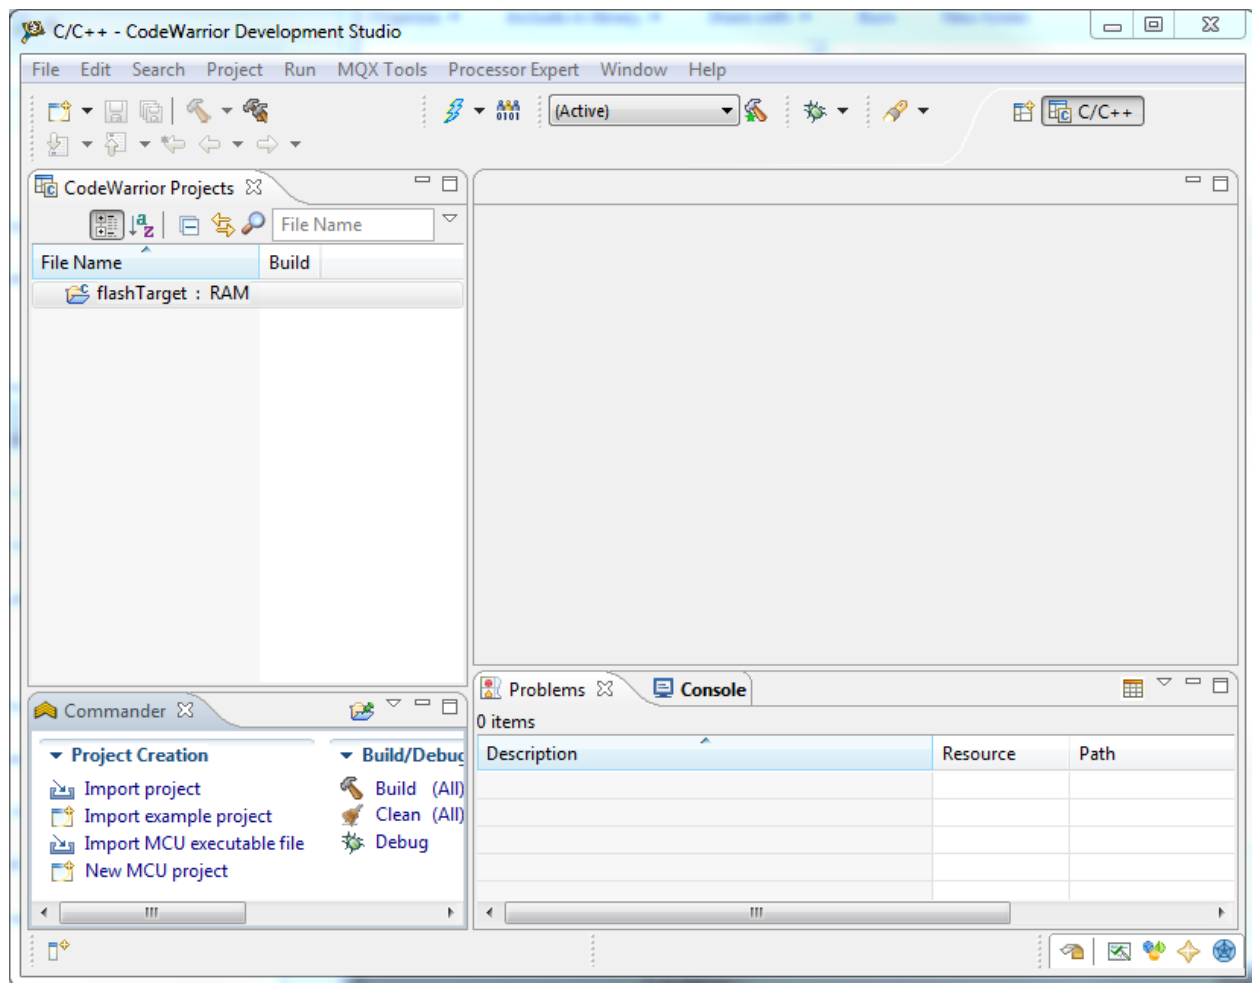 C/C++ - CodeWarrior Development Studio
File Edit Search Project Run MQX Tools Processor Expert Window Help
(Active)
C/C++
CodeWarrior Projects
File Name
File Name Build
flashTarget : RAM
Problems Console
Commander
0 items
Description Resource Path
Project Creation Build/Debug
Import project Build (All)
Import example project Clean (All)
Import MCU executable file Debug
New MCU project